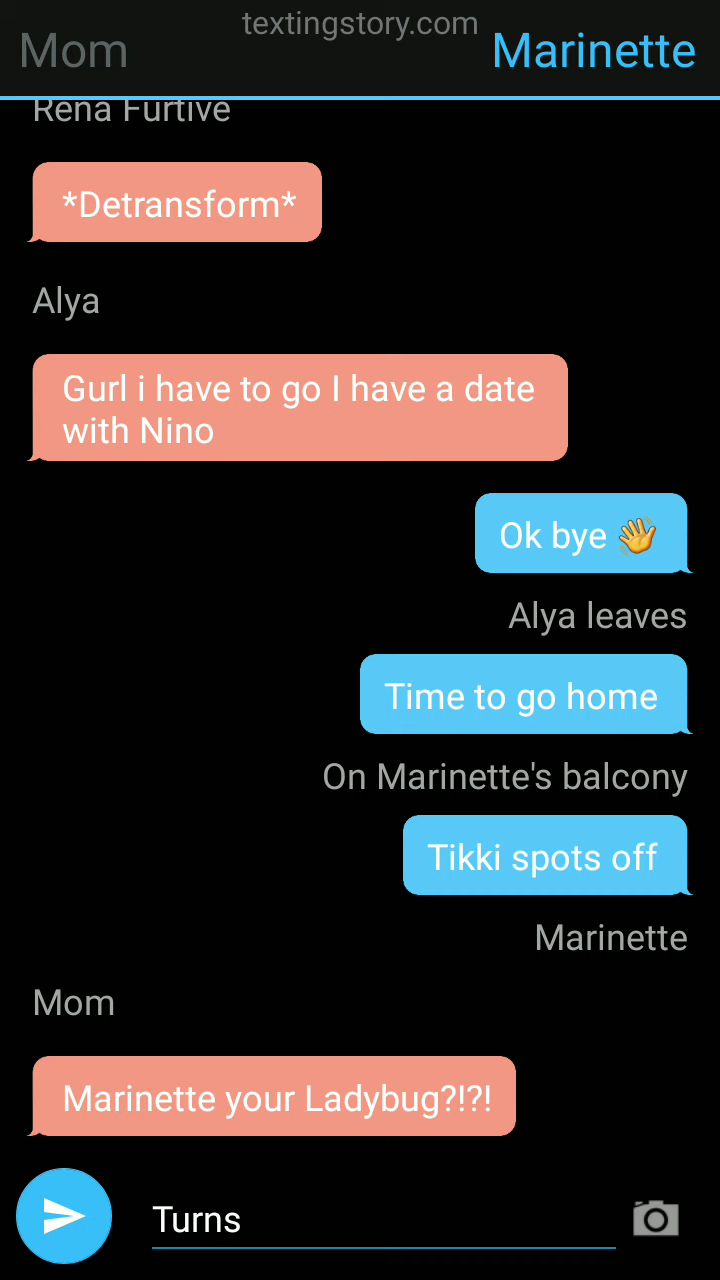 textingstory.com
Mom
Marinette
Rena Furtive
*Detransform*
Alya
Gurl i have to go I have a date
with Nino
Ok bye 👋
Alya leaves
Time to go home
On Marinette's balcony
Tikki spots off
Marinette
Mom
Marinette your Ladybug?!?!
Turns